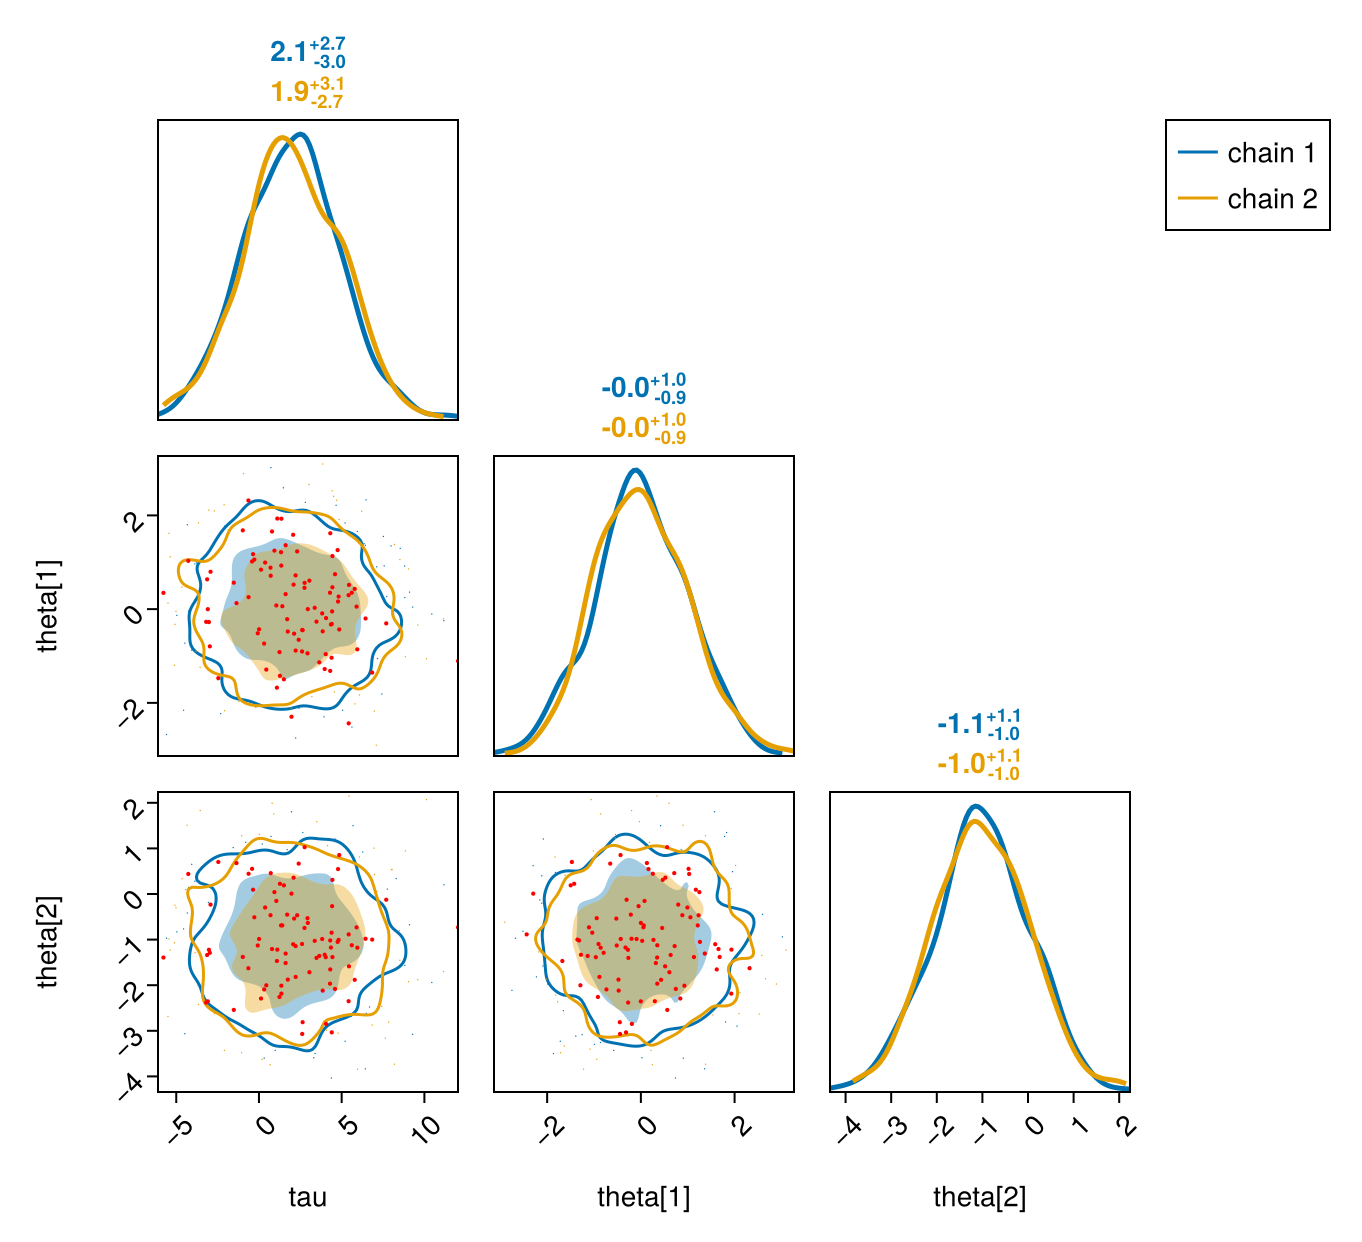 2.1+2.7-3.0
1.9+3.1-2.7
chain 1
chain 2
-0.0+1.0-0.9
-0.0+1.0-0.9
theta[1]
2
0
−2
-1.1+1.1-1.0
-1.0+1.1-1.0
theta[2]
2
1
0
−1
−2
−3
−4
−5 0 5 10
−2 0 2
−4 −3 −2 −1 0 1 2
tau theta[1] theta[2]